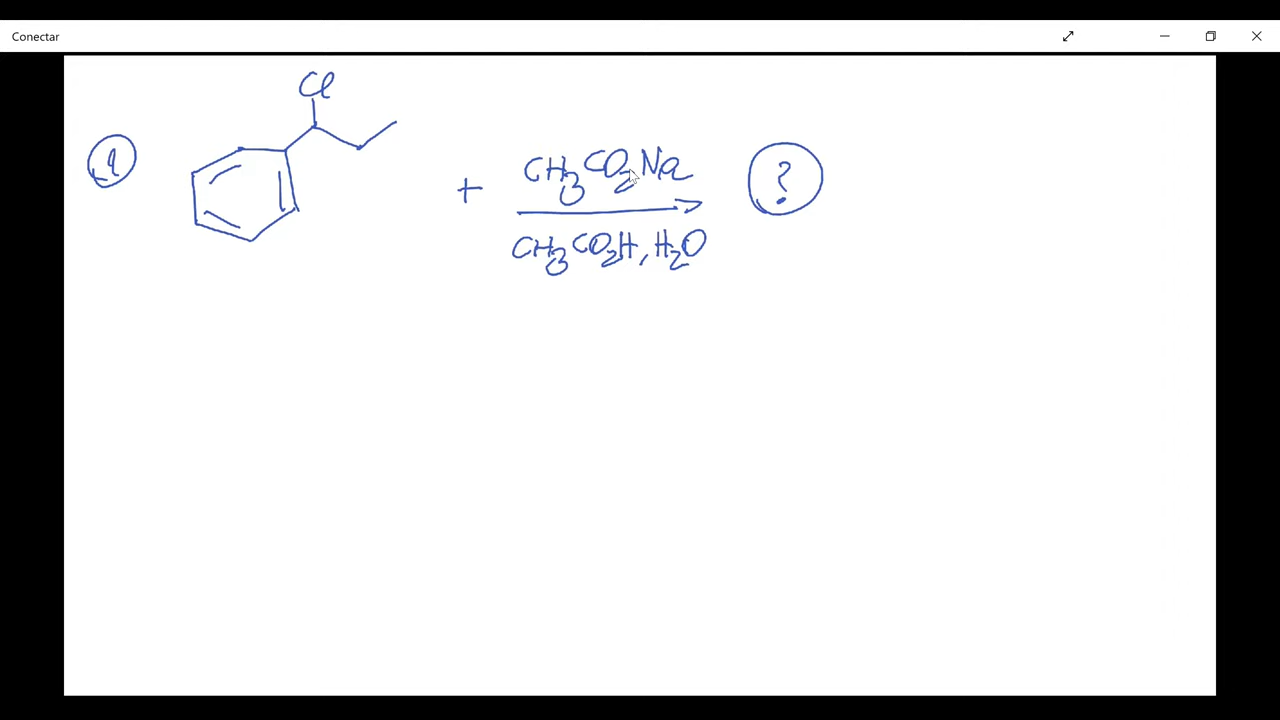 Conectar
Cl
1
+ CH₃CO₂Na ?
CH₃CO₂H, H₂O